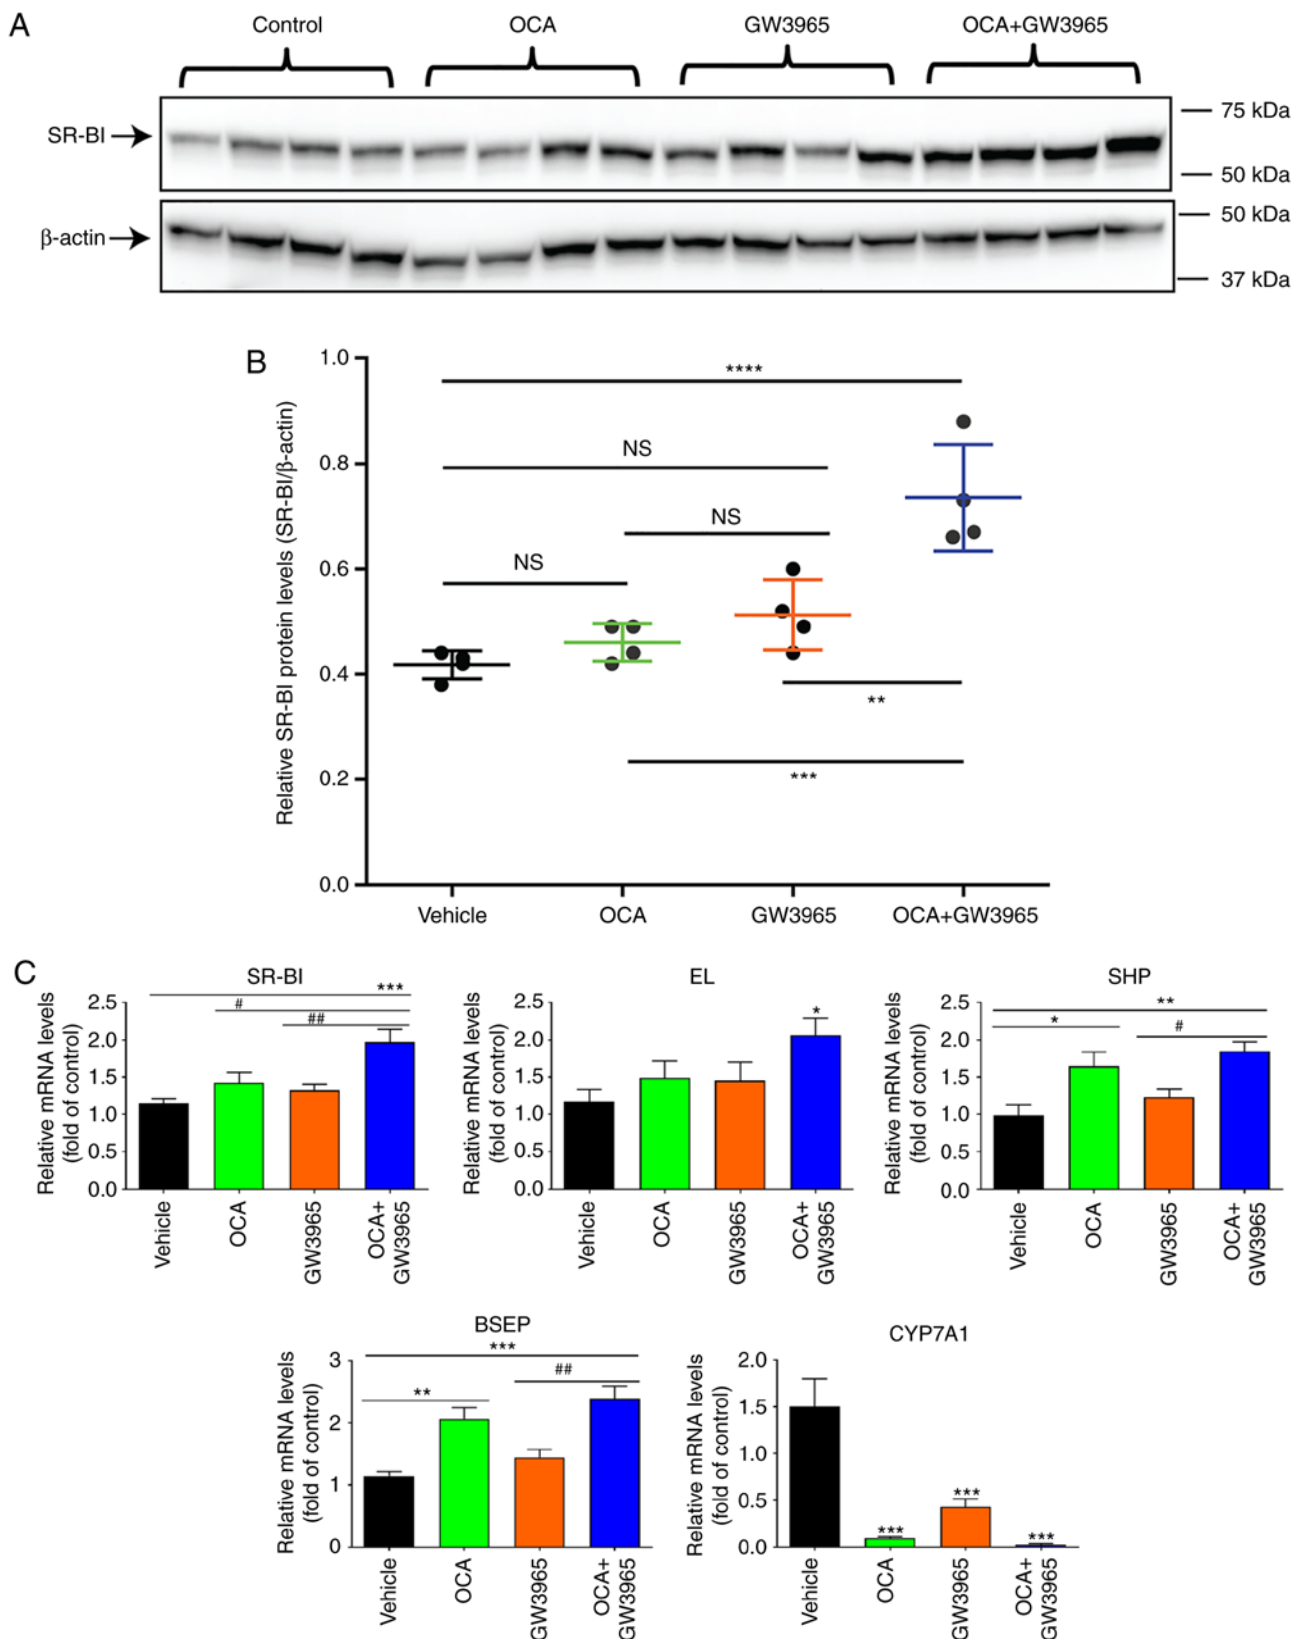 A
Control OCA GW3965 OCA+GW3965
SR-BI
75 kDa
50 kDa
β-actin
50 kDa
37 kDa
B
Relative SR-BI protein levels (SR-BI/β-actin)
1.0
0.8
0.6
0.4
0.2
0.0
****
NS
NS
NS
**
***
Vehicle OCA GW3965 OCA+GW3965
C
SR-BI
Relative mRNA levels
(fold of control)
2.5
2.0
1.5
1.0
0.5
0.0
***
#
##
Vehicle
OCA
GW3965
OCA+
GW3965
EL
Relative mRNA levels
(fold of control)
2.5
2.0
1.5
1.0
0.5
0.0
*
Vehicle
OCA
GW3965
OCA+
GW3965
SHP
Relative mRNA levels
(fold of control)
2.5
2.0
1.5
1.0
0.5
0.0
**
*
#
Vehicle
OCA
GW3965
OCA+
GW3965
BSEP
Relative mRNA levels
(fold of control)
3
2
1
0
***
##
**
Vehicle
OCA
GW3965
OCA+
GW3965
CYP7A1
Relative mRNA levels
(fold of control)
2.0
1.5
1.0
0.5
0.0
***
***
***
Vehicle
OCA
GW3965
OCA+
GW3965